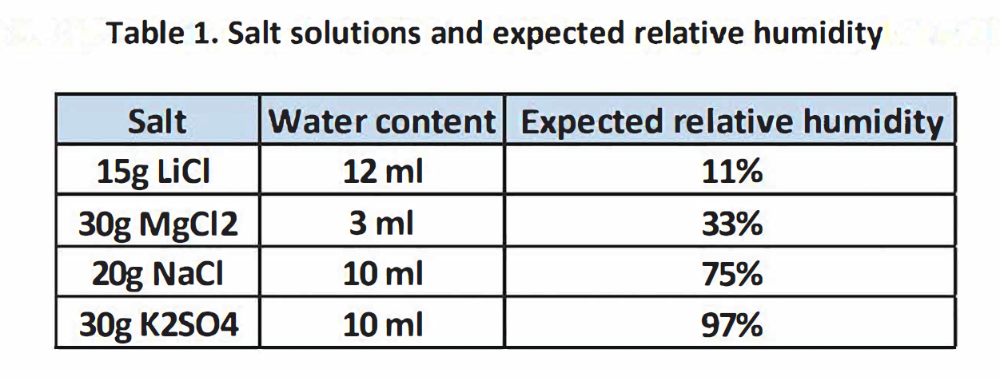 Table 1. Salt solutions and expected relative humidity
Salt Water content Expected relative humidity
15g LiCl 12 ml 11%
30g MgCl2 3 ml 33%
20g NaCl 10 ml 75%
30g K2SO4 10 ml 97%